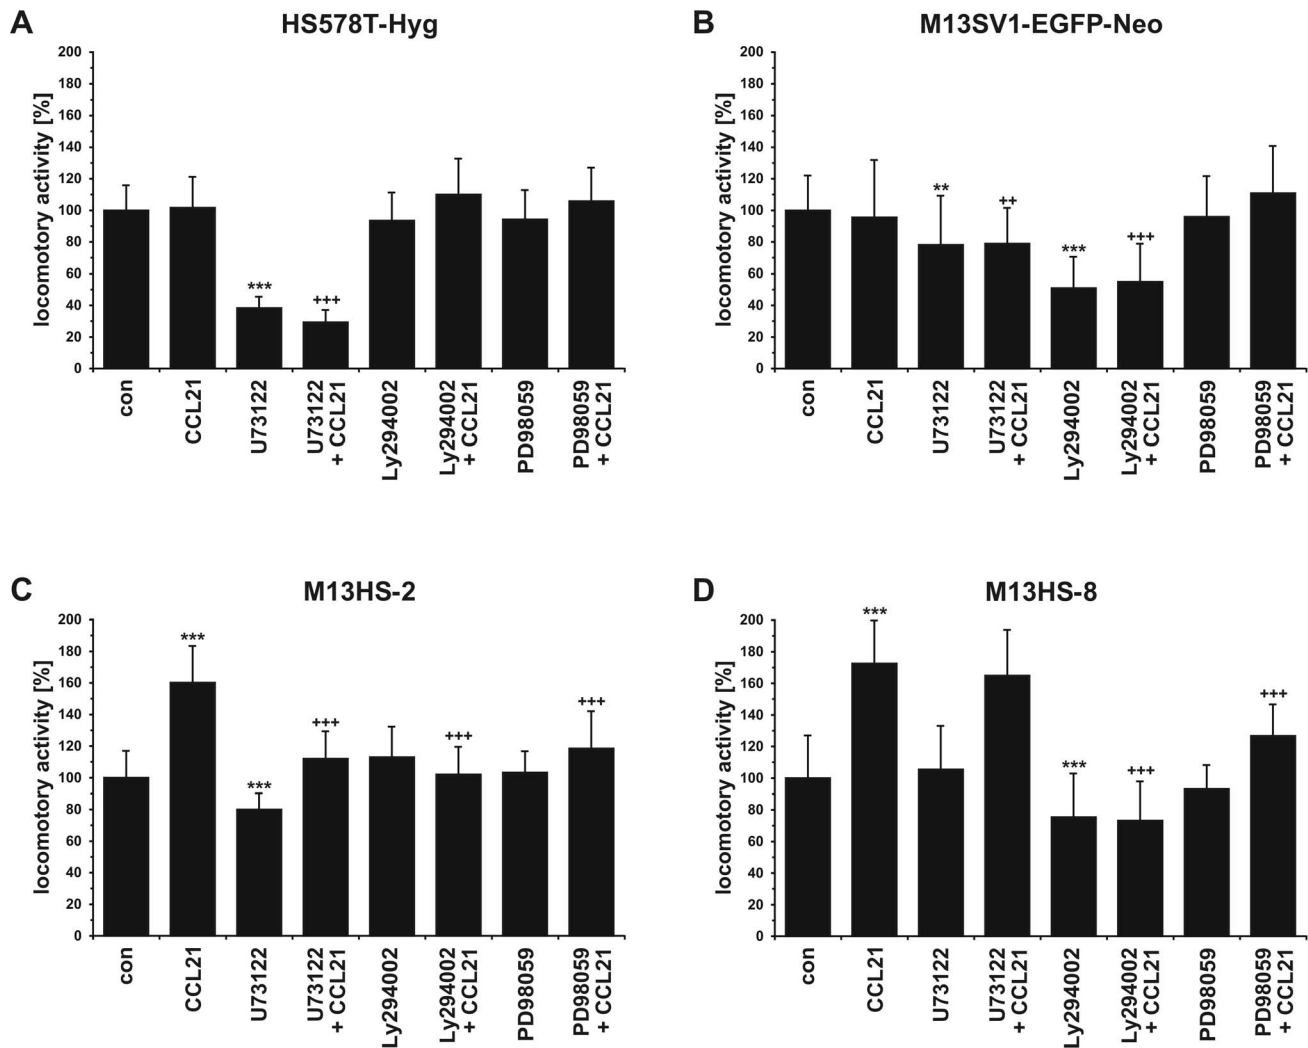 A
HS578T-Hyg
locomotory activity [%]
200
180
160
140
120
100
80
60
40
20
0
***
+++
con
CCL21
U73122
U73122
+ CCL21
Ly294002
Ly294002
+ CCL21
PD98059
PD98059
+ CCL21
B
M13SV1-EGFP-Neo
locomotory activity [%]
200
180
160
140
120
100
80
60
40
20
0
**
++
***
+++
con
CCL21
U73122
U73122
+ CCL21
Ly294002
Ly294002
+ CCL21
PD98059
PD98059
+ CCL21
C
M13HS-2
locomotory activity [%]
200
180
160
140
120
100
80
60
40
20
0
***
***
+++
+++
+++
con
CCL21
U73122
U73122
+ CCL21
Ly294002
Ly294002
+ CCL21
PD98059
PD98059
+ CCL21
D
M13HS-8
locomotory activity [%]
200
180
160
140
120
100
80
60
40
20
0
***
***
+++
+++
con
CCL21
U73122
U73122
+ CCL21
Ly294002
Ly294002
+ CCL21
PD98059
PD98059
+ CCL21